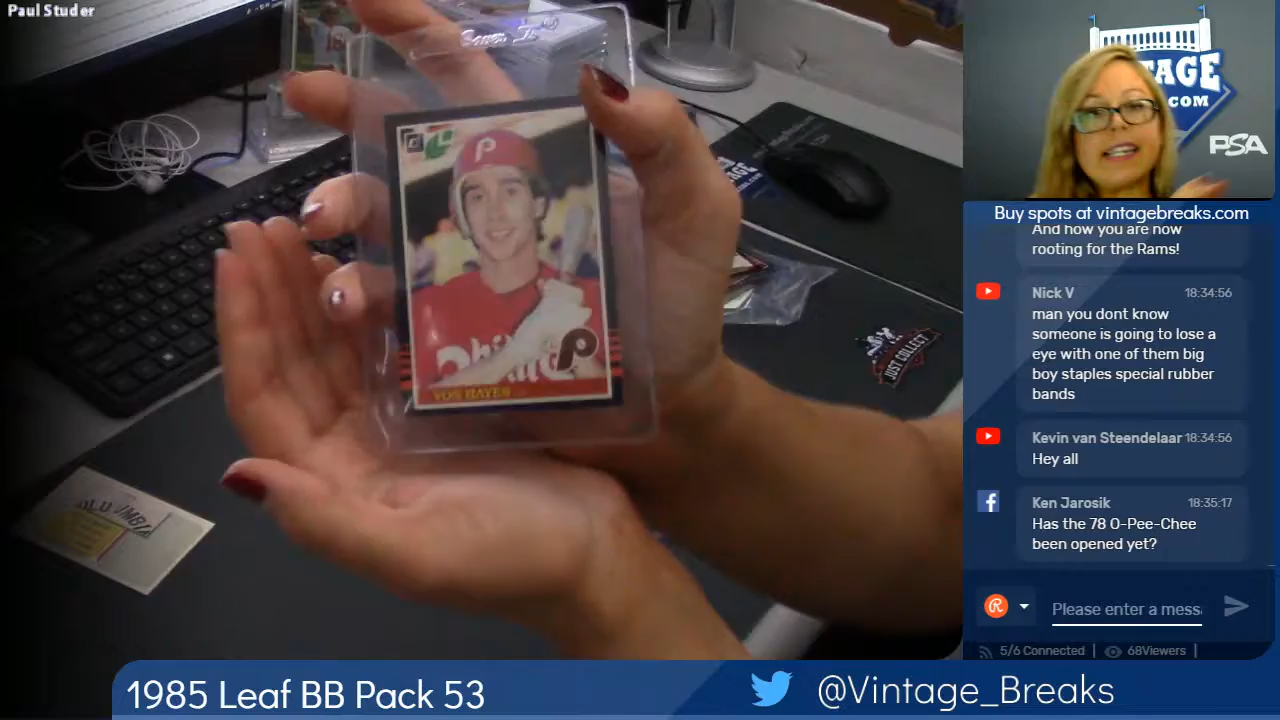 Paul Studer
P
Phillies
P
VON HAYES
JUST COLLECT
TAGE
.COM
PSA
Buy spots at vintagebreaks.com
And how you are now
rooting for the Rams!
Nick V 18:34:56
man you dont know
someone is going to lose a
eye with one of them big
boy staples special rubber
bands
Kevin van Steendelaar 18:34:56
Hey all
Ken Jarosik 18:35:17
Has the 78 O-Pee-Chee
been opened yet?
Please enter a messa
5/6 Connected | 68Viewers |
1985 Leaf BB Pack 53
@Vintage_Breaks